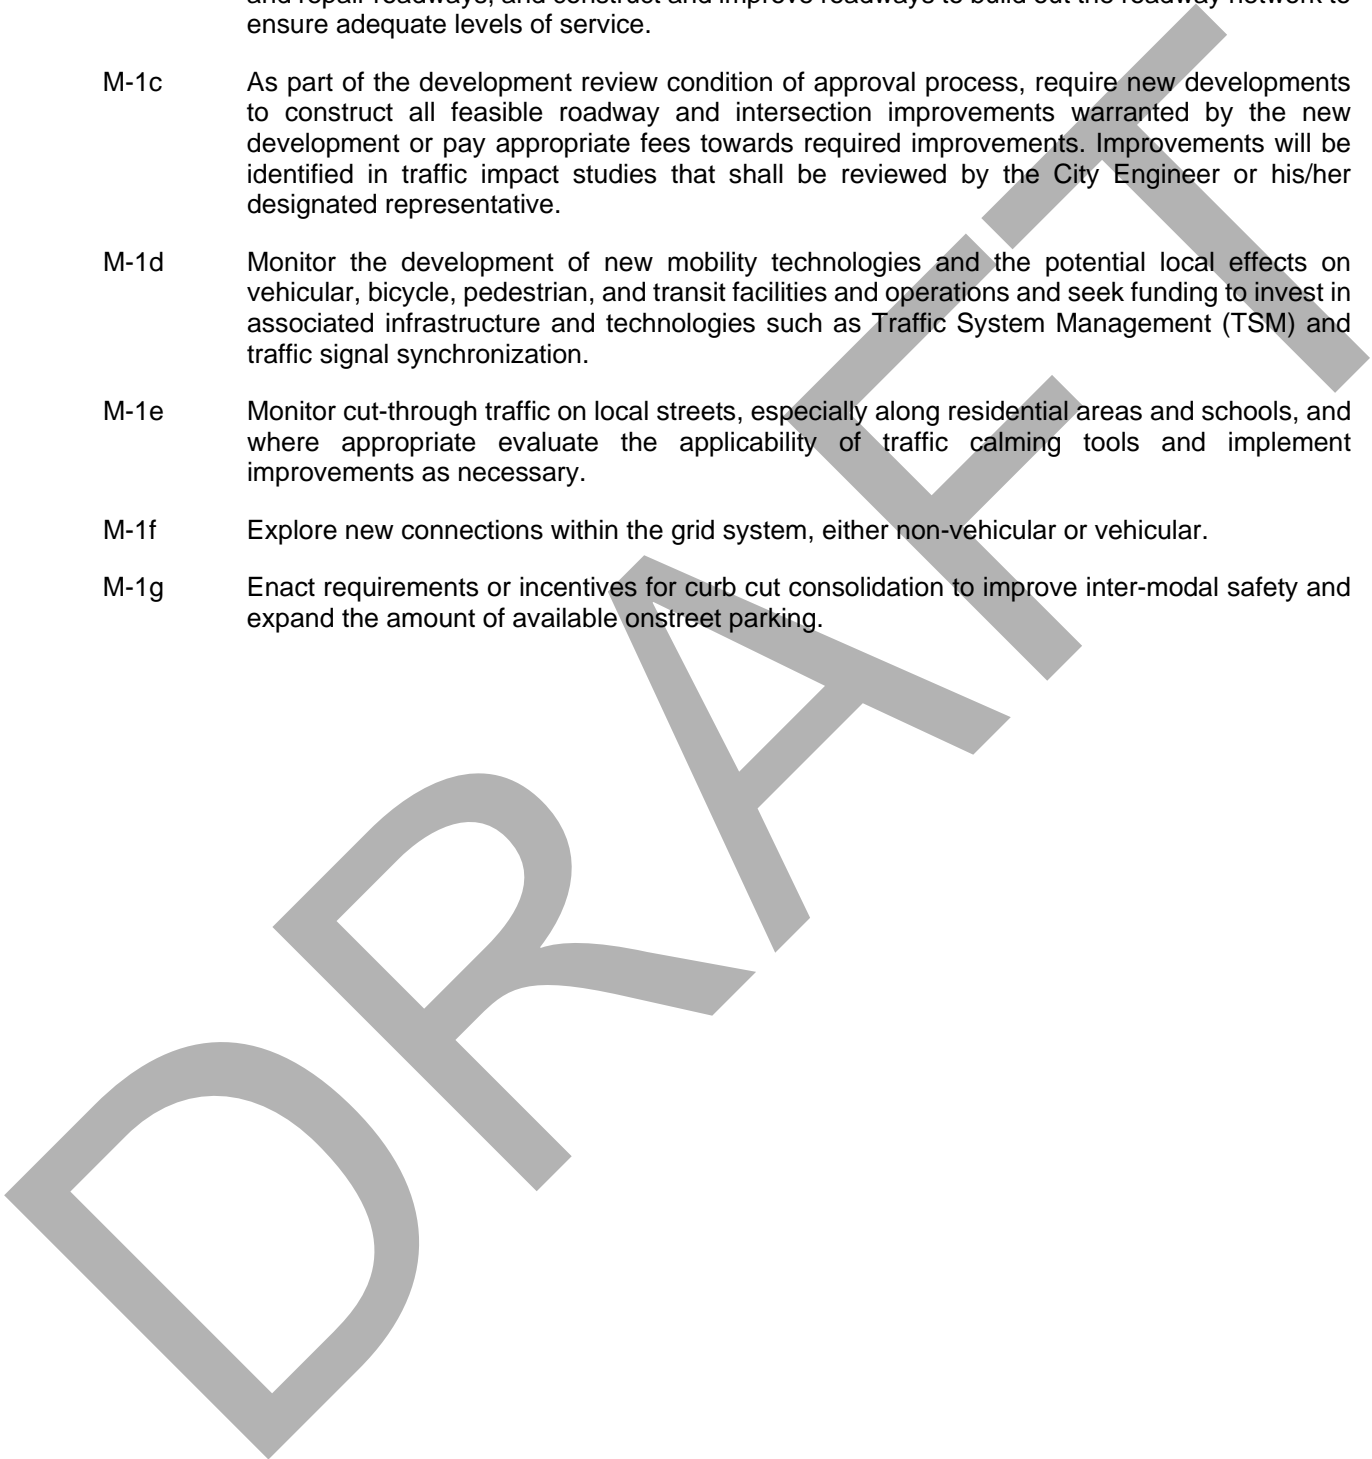 and repair roadways, and construct and improve roadways to build out the roadway network to
ensure adequate levels of service.
M-1c As part of the development review condition of approval process, require new developments
to construct all feasible roadway and intersection improvements warranted by the new
development or pay appropriate fees towards required improvements. Improvements will be
identified in traffic impact studies that shall be reviewed by the City Engineer or his/her
designated representative.
M-1d Monitor the development of new mobility technologies and the potential local effects on
vehicular, bicycle, pedestrian, and transit facilities and operations and seek funding to invest in
associated infrastructure and technologies such as Traffic System Management (TSM) and
traffic signal synchronization.
M-1e Monitor cut-through traffic on local streets, especially along residential areas and schools, and
where appropriate evaluate the applicability of traffic calming tools and implement
improvements as necessary.
M-1f Explore new connections within the grid system, either non-vehicular or vehicular.
M-1g Enact requirements or incentives for curb cut consolidation to improve inter-modal safety and
expand the amount of available onstreet parking.
DRAFT